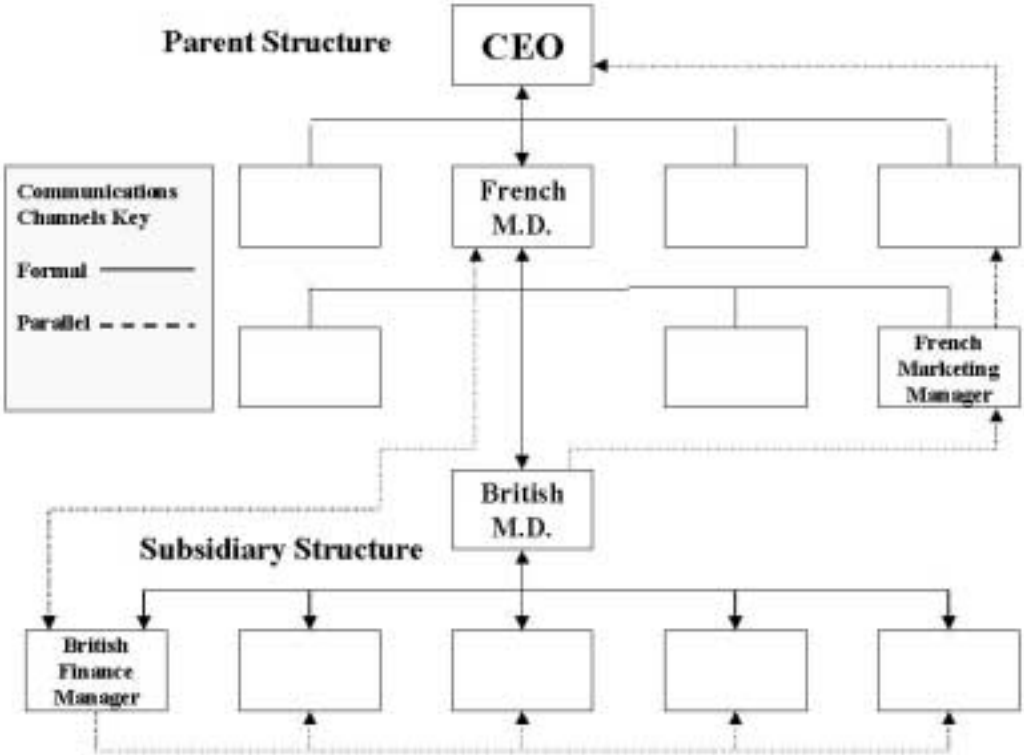 Parent Structure
CEO
Communications
Channels Key
Formal
Parallel
French
M.D.
French
Marketing
Manager
British
M.D.
Subsidiary Structure
British
Finance
Manager